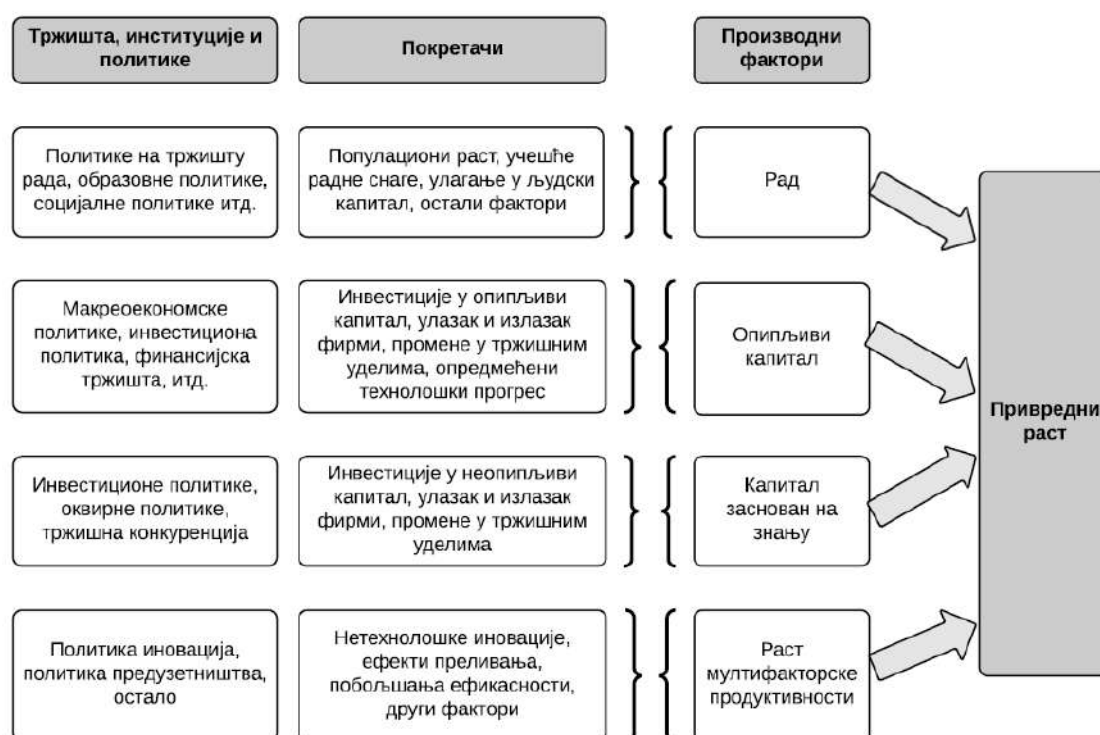 Тржишта, институције и
политике
Покретачи
Производни
фактори
Политике на тржишту
рада, образовне политике,
социјалне политике итд.
Популациони раст, учешће
радне снаге, улагање у људски
капитал, остали фактори
Рад
Макреоекономске
политике, инвестициона
политика, финансијска
тржишта, итд.
Инвестиције у опипљиви
капитал, улазак и излазак
фирми, промене у тржишним
уделима, опредмећени
технолошки прогрес
Опипљиви
капитал
Инвестиционе политике,
оквирне политике,
тржишна конкуренција
Инвестиције у неопипљиви
капитал, улазак и излазак
фирми, промене у тржишним
уделима
Капитал
заснован на
знању
Политика иновација,
политика предузетништва,
остало
Нетехнолошке иновације,
ефекти преливања,
побољшања ефикасности,
други фактори
Раст
мултифакторске
продуктивности
Привредни
раст